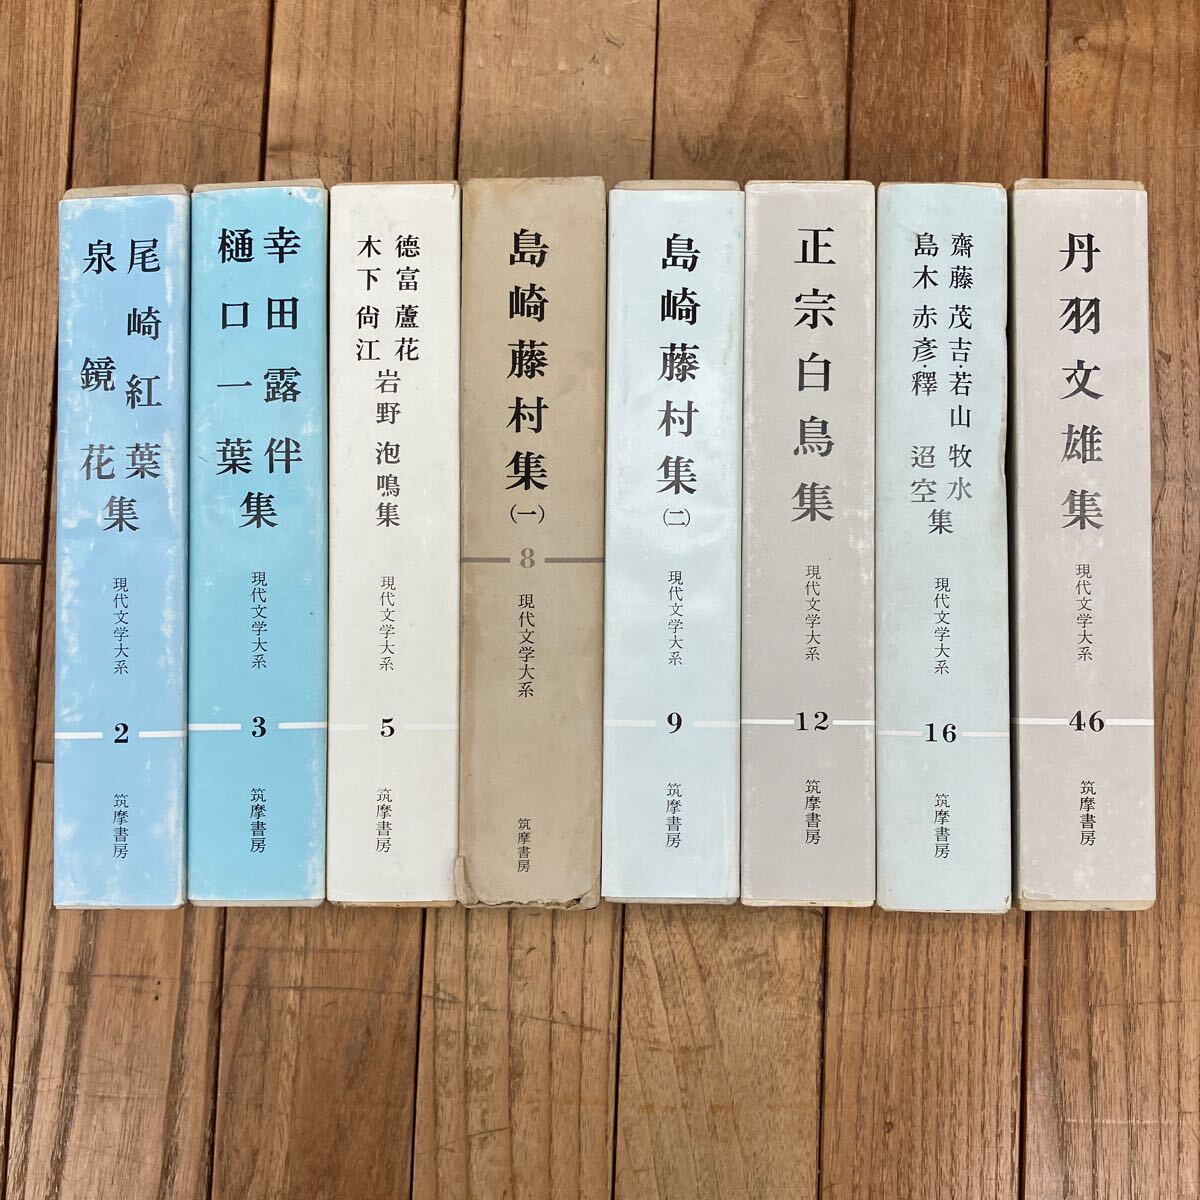 尾崎紅葉
泉鏡花
集
現代文学大系
2
筑摩書房
幸田露伴
樋口一葉
集
現代文学大系
3
筑摩書房
德富蘆花
木下尙江
岩野泡鳴集
現代文学大系
5
筑摩書房
島崎藤村集(一)
8
現代文学大系
筑摩書房
島崎藤村集(二)
現代文学大系
9
筑摩書房
正宗白鳥集
現代文学大系
12
筑摩書房
齋藤茂吉・若山牧水
島木赤彥・釋迢空
集
現代文学大系
16
筑摩書房
丹羽文雄集
現代文学大系
46
筑摩書房